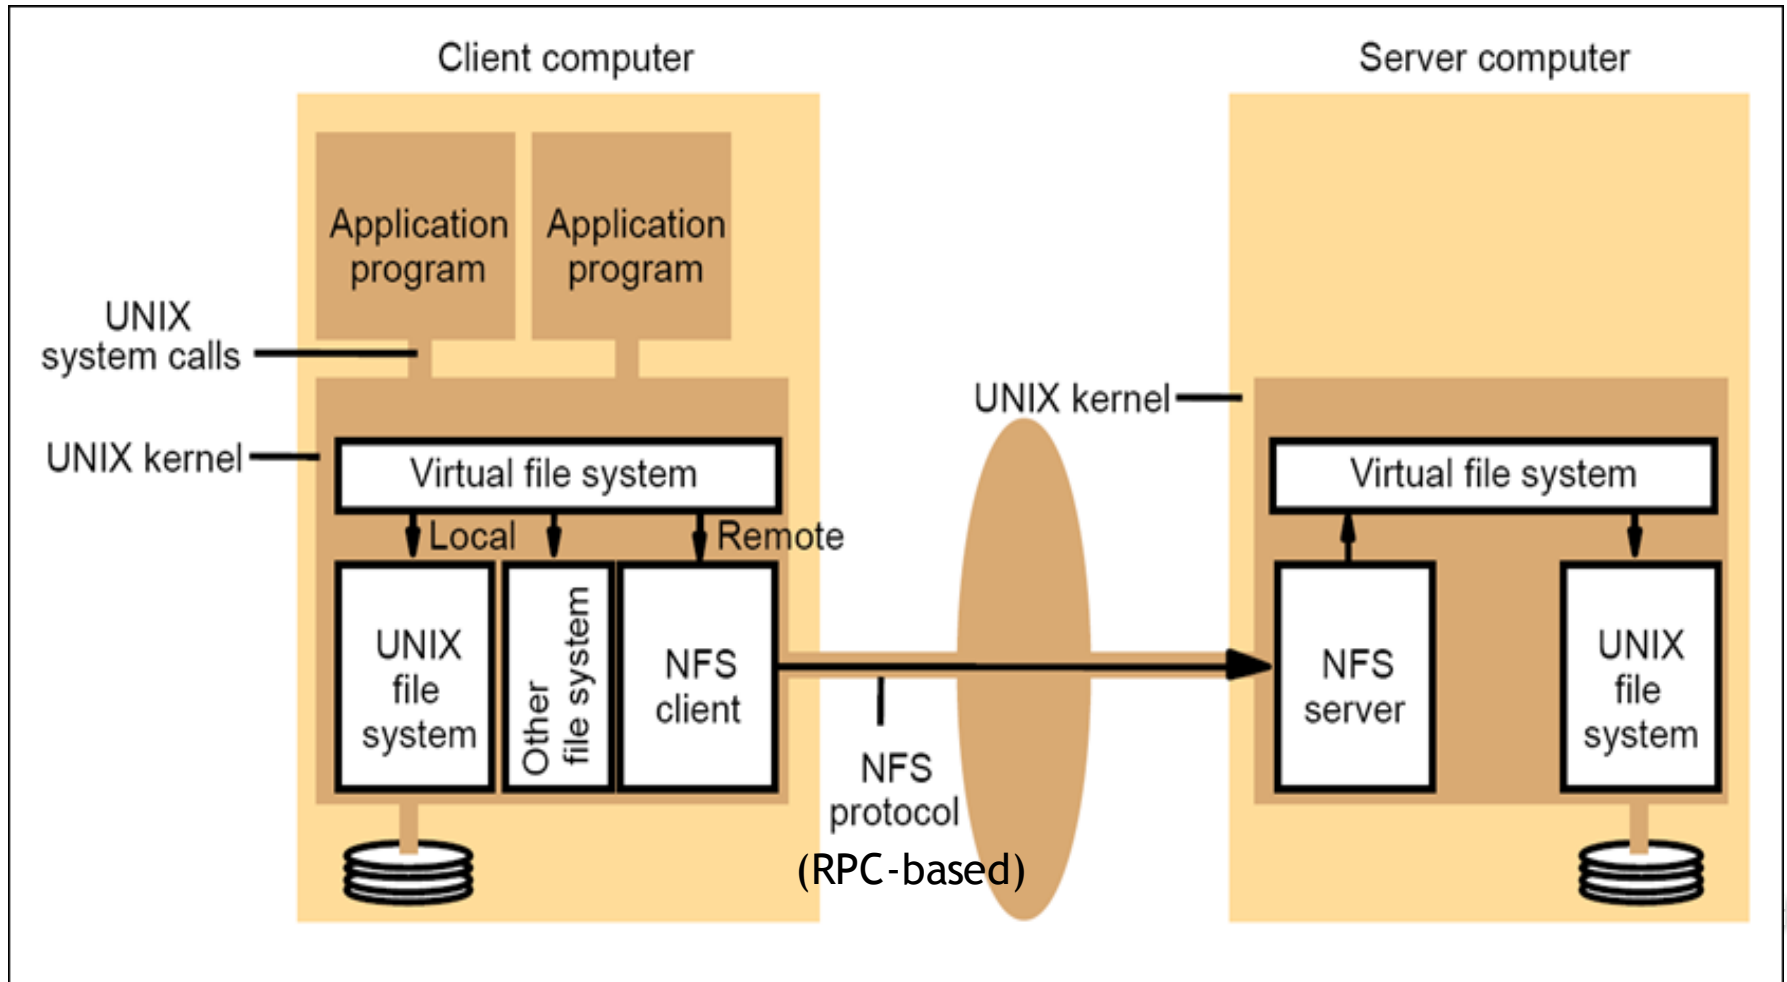 Client computer
Server computer
Application
program
Application
program
UNIX
system calls
UNIX kernel
UNIX kernel
Virtual file system
Virtual file system
Local
Remote
UNIX
file
system
Other
file system
NFS
client
NFS
server
UNIX
file
system
NFS
protocol
(RPC-based)